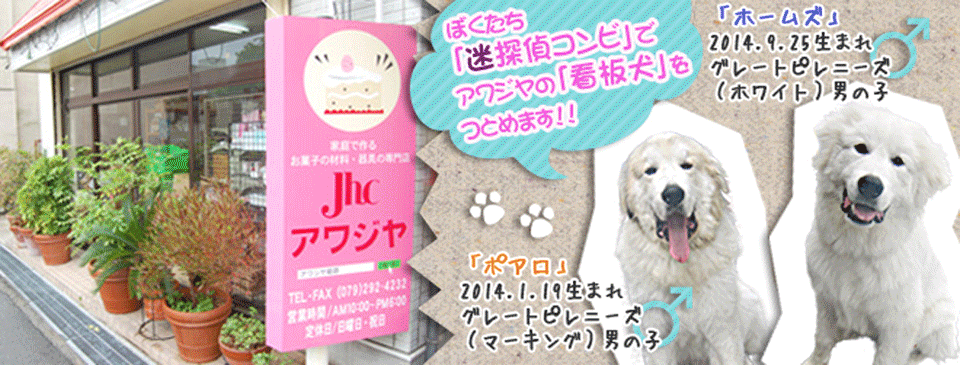 家庭で作る
お菓子の材料・器具の専門店
Jhc
アワジヤ
アワジヤ姫路
TEL・FAX (079)292-4232
営業時間/AM10:00~PM6:00
定休日/日曜日・祝日
ぼくたち
「迷探偵コンビ」で
アワジヤの「看板犬」を
つとめます!!
「ホームズ」
2014.9.25生まれ
グレートピレニーズ
(ホワイト)男の子
「ポアロ」
2014.1.19生まれ
グレートピレニーズ
(マーキング)男の子